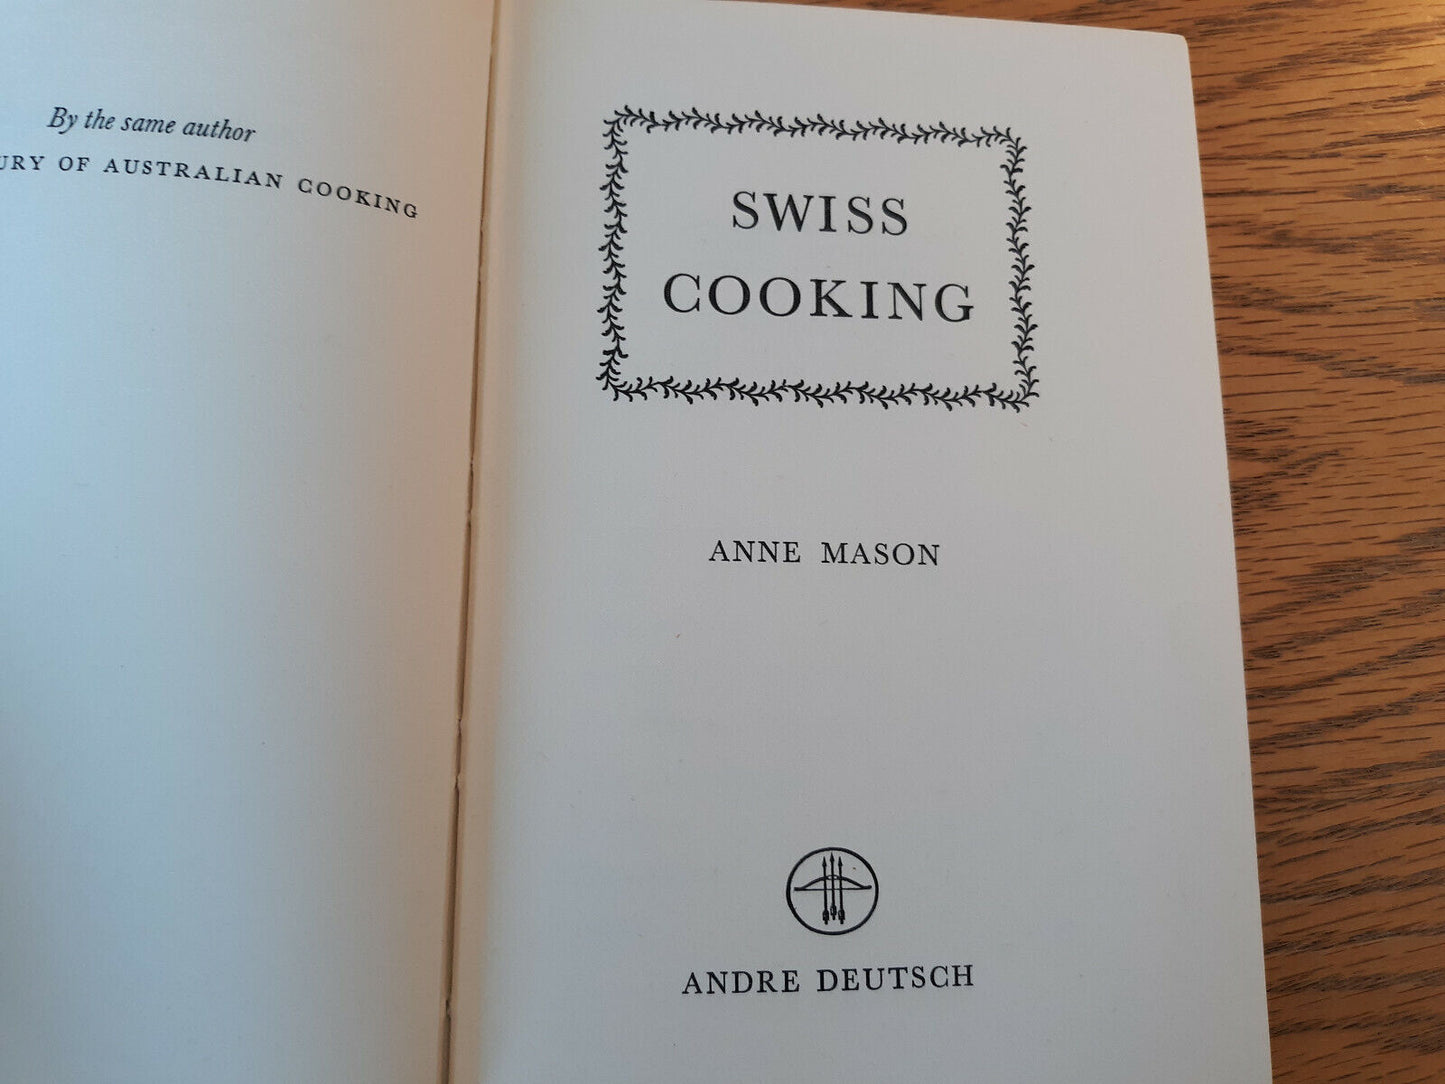 By the same author
URY OF AUSTRALIAN COOKING
SWISS
COOKING
ANNE MASON
ANDRE DEUTSCH